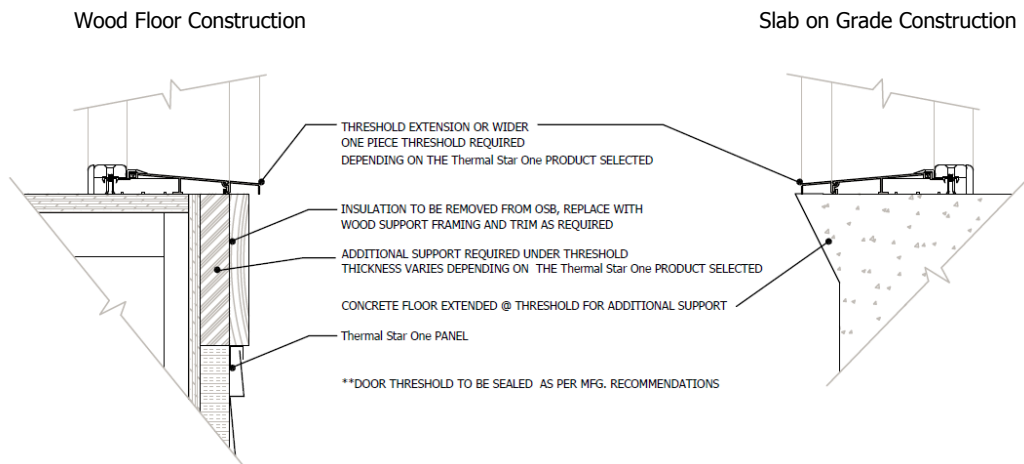 Wood Floor Construction
Slab on Grade Construction
THRESHOLD EXTENSION OR WIDER
ONE PIECE THRESHOLD REQUIRED
DEPENDING ON THE Thermal Star One PRODUCT SELECTED
INSULATION TO BE REMOVED FROM OSB, REPLACE WITH
WOOD SUPPORT FRAMING AND TRIM AS REQUIRED
ADDITIONAL SUPPORT REQUIRED UNDER THRESHOLD
THICKNESS VARIES DEPENDING ON THE Thermal Star One PRODUCT SELECTED
CONCRETE FLOOR EXTENDED @ THRESHOLD FOR ADDITIONAL SUPPORT
Thermal Star One PANEL
**DOOR THRESHOLD TO BE SEALED AS PER MFG. RECOMMENDATIONS